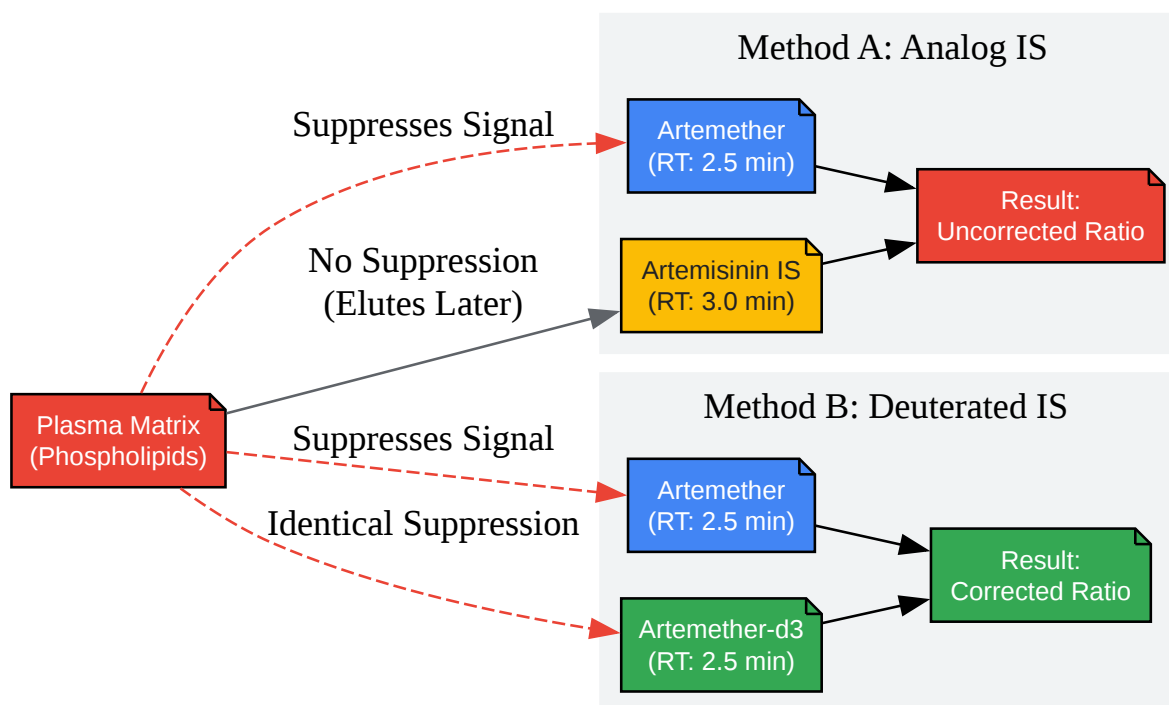 Method A: Analog IS
Suppresses Signal
Artemether
(RT: 2.5 min)
Result:
Uncorrected Ratio
No Suppression
(Elutes Later)
Artemisinin IS
(RT: 3.0 min)
Plasma Matrix
(Phospholipids)
Method B: Deuterated IS
Suppresses Signal
Artemether
(RT: 2.5 min)
Identical Suppression
Result:
Corrected Ratio
Artemether-d3
(RT: 2.5 min)